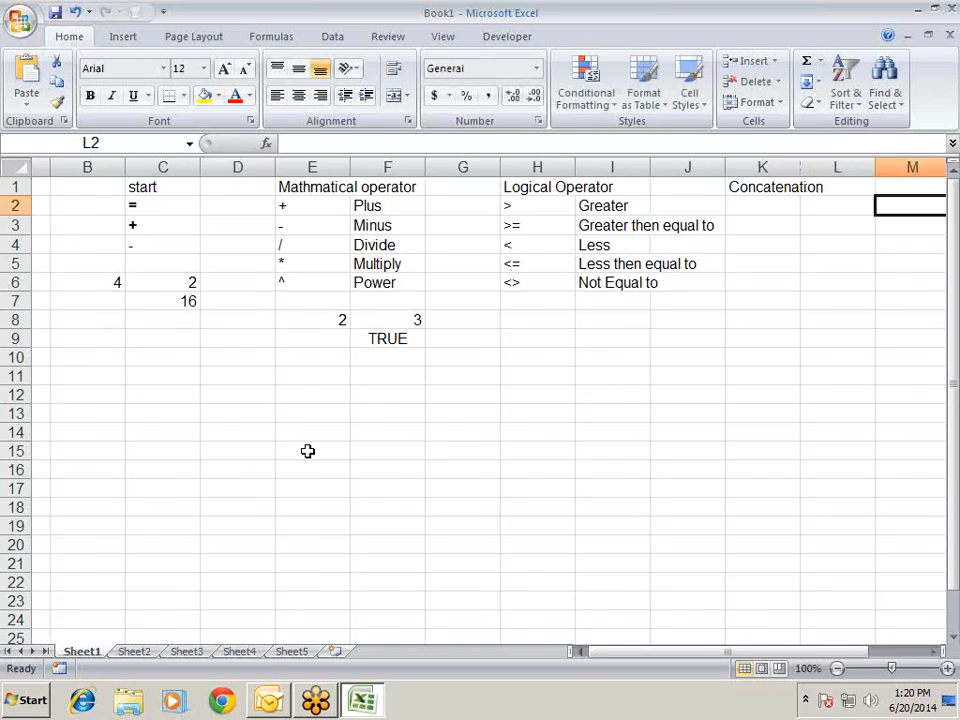 Book1 - Microsoft Excel
Home Insert Page Layout Formulas Data Review View Developer
Paste
Arial 12
General
Conditional Formatting
Format as Table
Cell Styles
Insert
Delete
Format
Sort & Filter
Find & Select
B I U
$ % ,
Clipboard Font Alignment Number Styles Cells Editing
L2
fx
B C D E F G H I J K L M
1 start Mathmatical operator Logical Operator Concatenation
2 = + Plus > Greater
3 + - Minus >= Greater then equal to
4 - / Divide < Less
5 * Multiply <= Less then equal to
6 4 2 ^ Power <> Not Equal to
7 16
8 2 3
9 TRUE
10
11
12
13
14
15
16
17
18
19
20
21
22
23
24
25
Sheet1 Sheet2 Sheet3 Sheet4 Sheet5
Ready 100%
Start
1:20 PM
6/20/2014